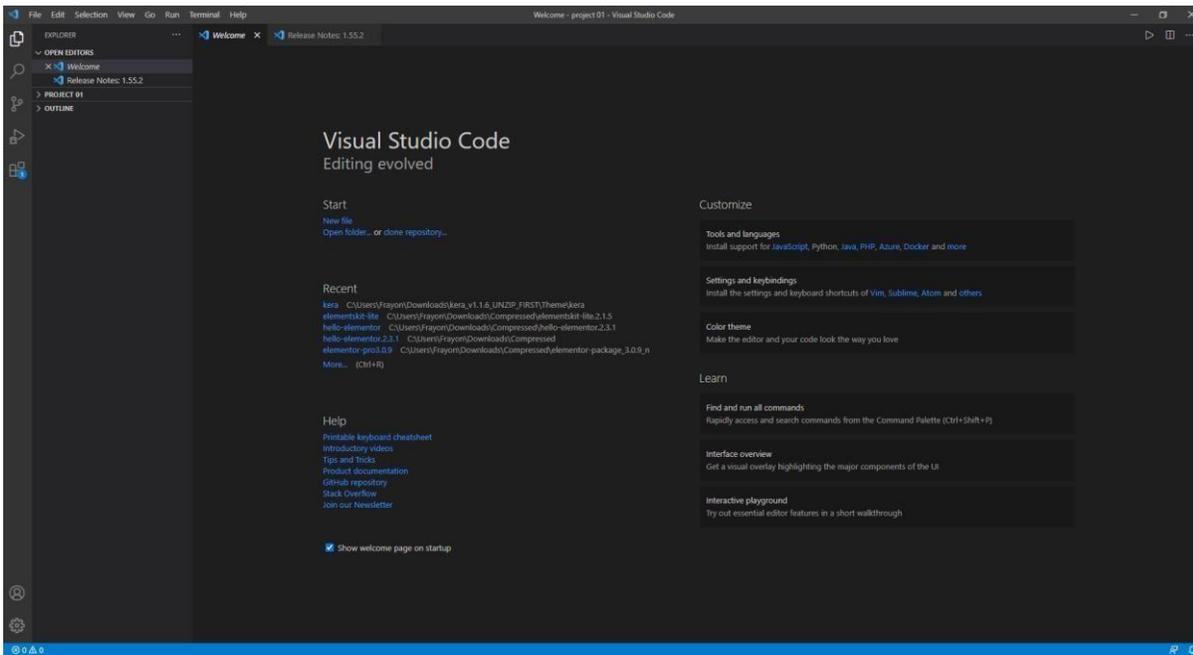 File Edit Selection View Go Run Terminal Help
Welcome - project 01 - Visual Studio Code
EXPLORER
Welcome
Release Notes: 1.55.2
OPEN EDITORS
Welcome
Release Notes: 1.55.2
PROJECT 01
OUTLINE
1
Visual Studio Code
Editing evolved
Start
New file
Open folder... or clone repository...
Recent
kera C:\Users\Frayon\Downloads\kera_v1.1.6_UNZIP_FIRST\Theme\kera
elementskit-lite C:\Users\Frayon\Downloads\Compressed\elementskit-lite.2.1.5
hello-elementor C:\Users\Frayon\Downloads\Compressed\hello-elementor.2.3.1
hello-elementor.2.3.1 C:\Users\Frayon\Downloads\Compressed
elementor-pro3.0.9 C:\Users\Frayon\Downloads\Compressed\elementor-package_3.0.9_n
More... (Ctrl+R)
Help
Printable keyboard cheatsheet
Introductory videos
Tips and Tricks
Product documentation
GitHub repository
Stack Overflow
Join our Newsletter
Show welcome page on startup
Customize
Tools and languages
Install support for JavaScript, Python, Java, PHP, Azure, Docker and more
Settings and keybindings
Install the settings and keyboard shortcuts of Vim, Sublime, Atom and others
Color theme
Make the editor and your code look the way you love
Learn
Find and run all commands
Rapidly access and search commands from the Command Palette (Ctrl+Shift+P)
Interface overview
Get a visual overlay highlighting the major components of the UI
Interactive playground
Try out essential editor features in a short walkthrough
0 0